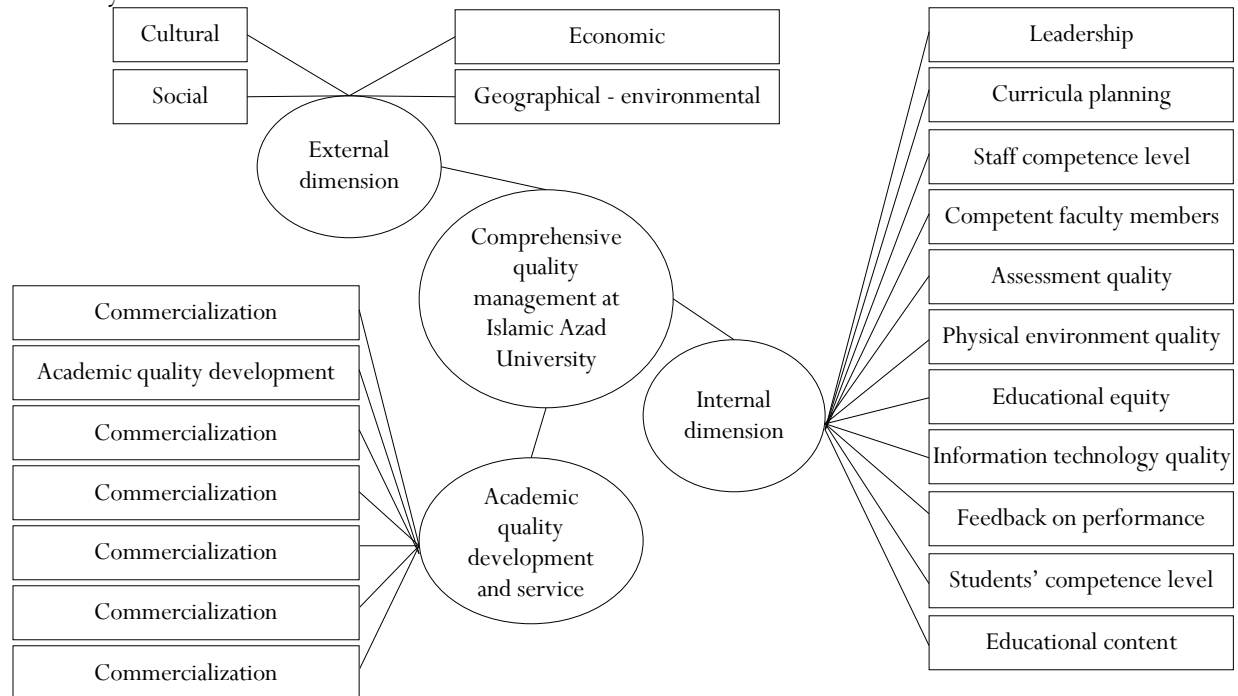 Cultural
Economic
Social
Geographical - environmental
External
dimension
Comprehensive
quality
management at
Islamic Azad
University
Internal
dimension
Academic
quality
development
and service
Commercialization
Academic quality development
Commercialization
Commercialization
Commercialization
Commercialization
Commercialization
Leadership
Curricula planning
Staff competence level
Competent faculty members
Assessment quality
Physical environment quality
Educational equity
Information technology quality
Feedback on performance
Students’ competence level
Educational content